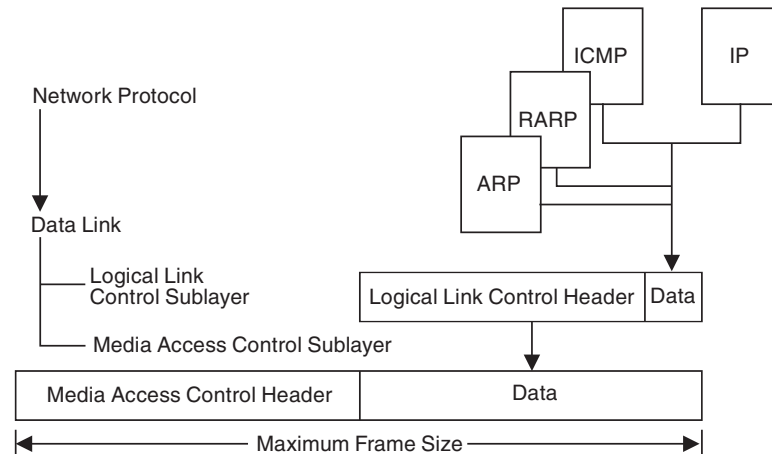 ICMP
IP
Network Protocol
RARP
ARP
Data Link
Logical Link
Control Sublayer
Logical Link Control Header
Data
Media Access Control Sublayer
Media Access Control Header
Data
Maximum Frame Size